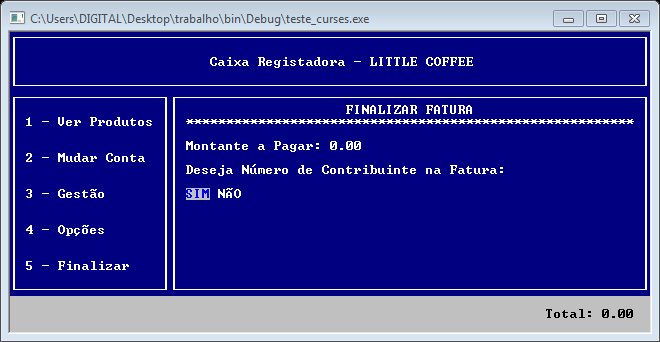 C:\Users\DIGITAL\Desktop\trabalho\bin\Debug\teste_curses.exe
Caixa Registadora - LITTLE COFFEE
1 - Ver Produtos
2 - Mudar Conta
3 - Gestão
4 - Opções
5 - Finalizar
FINALIZAR FATURA
********************************************************
Montante a Pagar: 0.00
Deseja Número de Contribuinte na Fatura:
SIM NãO
Total: 0.00